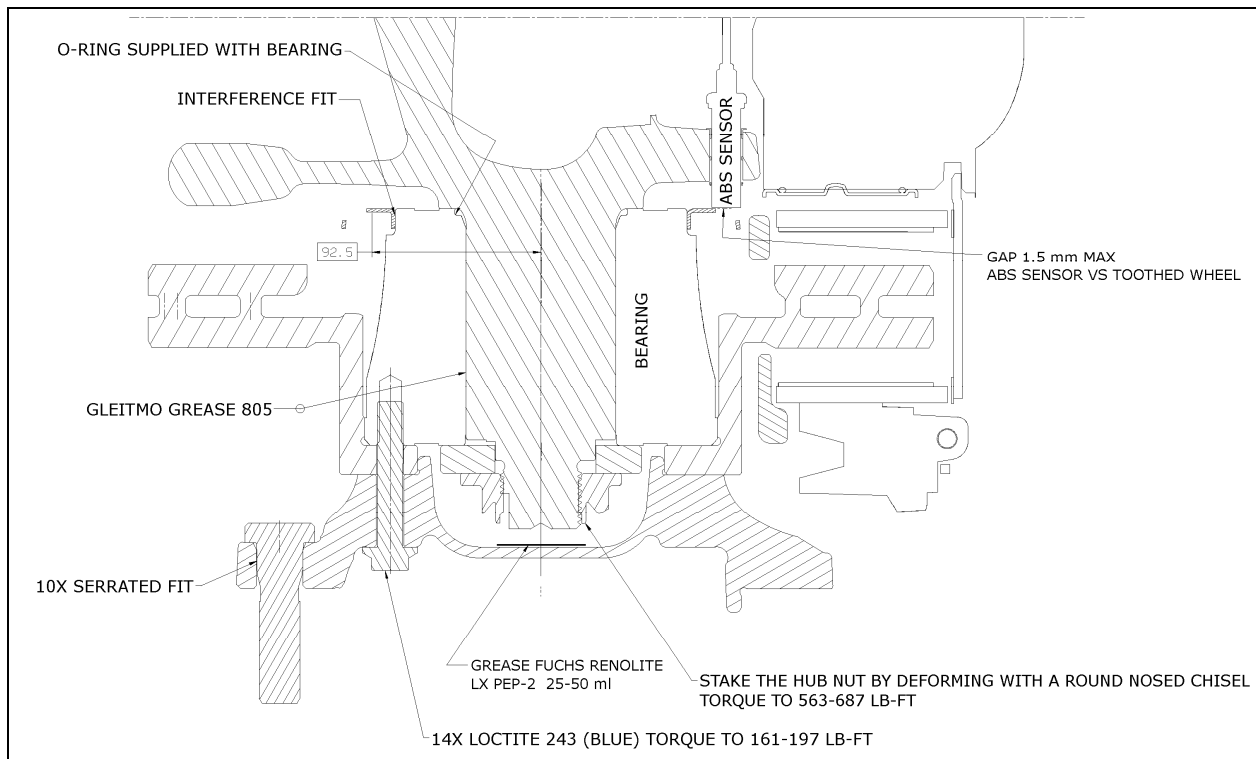 O-RING SUPPLIED WITH BEARING
INTERFERENCE FIT
ABS SENSOR
92.5
GAP 1.5 mm MAX
ABS SENSOR VS TOOTHED WHEEL
BEARING
GLEITMO GREASE 805
10X SERRATED FIT
GREASE FUCHS RENOLITE
LX PEP-2 25-50 ml
STAKE THE HUB NUT BY DEFORMING WITH A ROUND NOSED CHISEL
TORQUE TO 563-687 LB-FT
14X LOCTITE 243 (BLUE) TORQUE TO 161-197 LB-FT